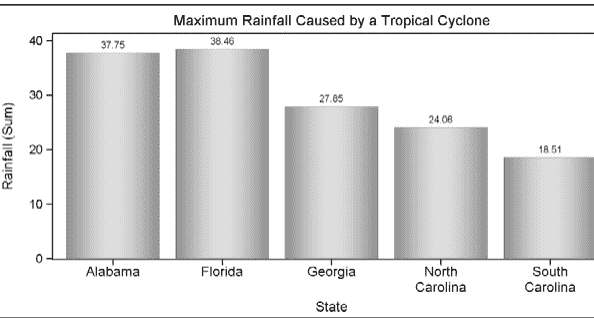 Maximum Rainfall Caused by a Tropical Cyclone
Rainfall (Sum)
40
30
20
10
0
37.75
38.46
27.85
24.06
18.51
Alabama
Florida
Georgia
North
Carolina
South
Carolina
State